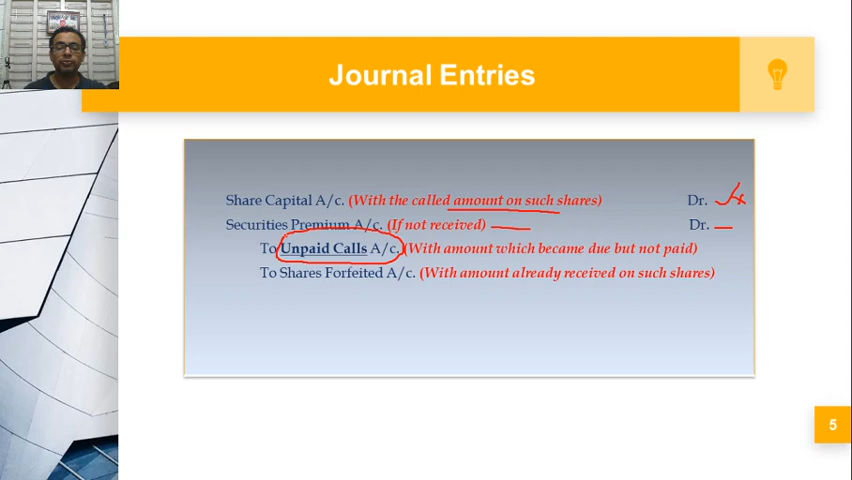 Journal Entries
Share Capital A/c. (With the called amount on such shares) Dr.
Securities Premium A/c. (If not received) Dr.
To Unpaid Calls A/c. (With amount which became due but not paid)
To Shares Forfeited A/c. (With amount already received on such shares)
5